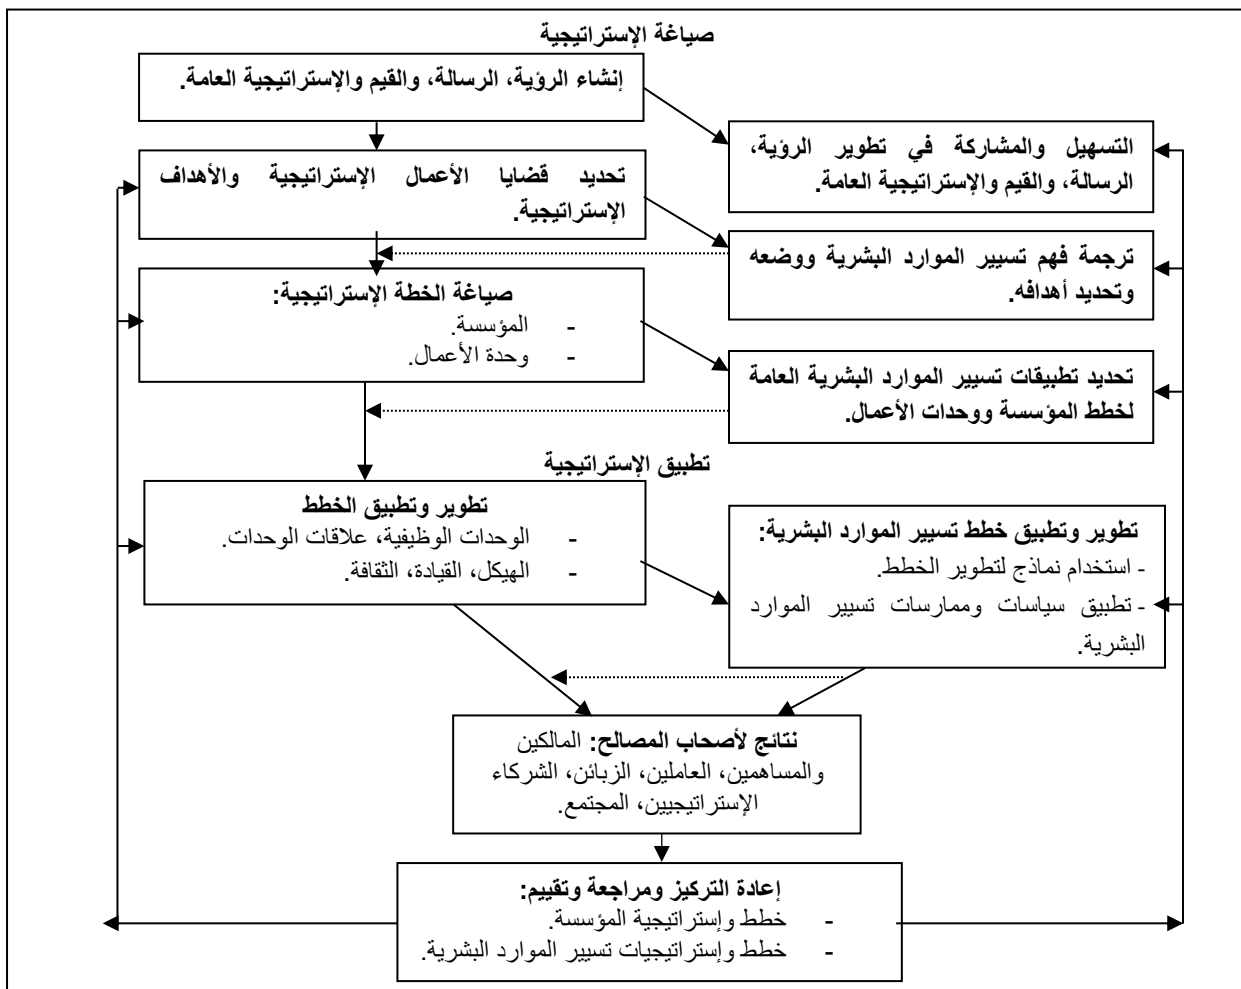 صياغة الإستراتيجية
إنشاء الرؤية، الرسالة، والقيم والإستراتيجية العامة.
التسهيل والمشاركة في تطوير الرؤية،
الرسالة، والقيم والإستراتيجية العامة.
تحديد قضايا الأعمال الإستراتيجية والأهداف
الإستراتيجية.
ترجمة فهم تسيير الموارد البشرية ووضعه
وتحديد أهدافه.
صياغة الخطة الإستراتيجية:
- المؤسسة.
- وحدة الأعمال.
تحديد تطبيقات تسيير الموارد البشرية العامة
لخطط المؤسسة ووحدات الأعمال.
تطبيق الإستراتيجية
تطوير وتطبيق الخطط
- الوحدات الوظيفية، علاقات الوحدات.
- الهيكل، القيادة، الثقافة.
تطوير وتطبيق خطط تسيير الموارد البشرية:
- استخدام نماذج لتطوير الخطط.
- تطبيق سياسات وممارسات تسيير الموارد
البشرية.
نتائج لأصحاب المصالح: المالكين
والمساهمين، العاملين، الزبائن، الشركاء
الإستراتيجيين، المجتمع.
إعادة التركيز ومراجعة وتقييم:
- خطط وإستراتيجية المؤسسة.
- خطط وإستراتيجيات تسيير الموارد البشرية.